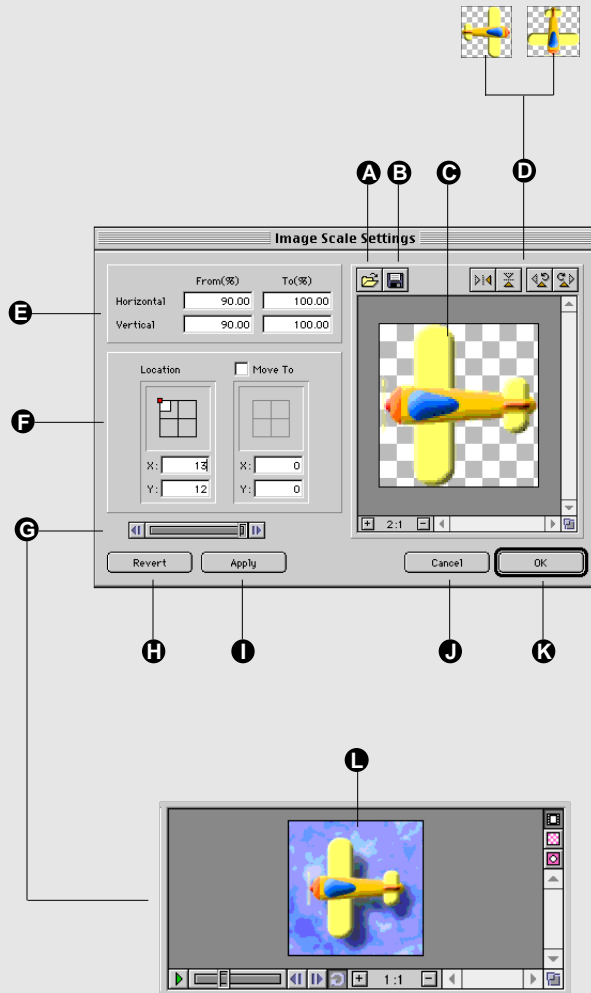 A B C D
Image Scale Settings
From(%) To(%)
Horizontal 90.00 100.00
Vertical 90.00 100.00
E
Location Move To
F
X: 13 X: 0
Y: 12 Y: 0
G
2:1
Revert Apply Cancel OK
H I J K
L
1:1